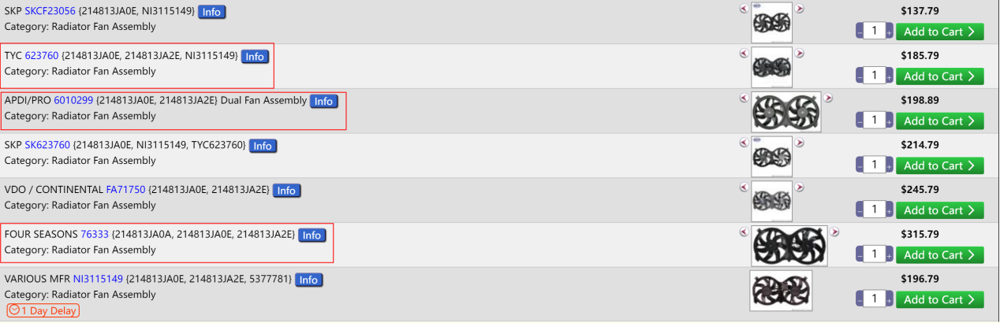 SKP SKCF23056 {214813JA0E, NI3115149} Info
Category: Radiator Fan Assembly
$137.79
1 Add to Cart
TYC 623760 {214813JA0E, 214813JA2E, NI3115149} Info
Category: Radiator Fan Assembly
$185.79
1 Add to Cart
APDI/PRO 6010299 {214813JA0E, 214813JA2E} Dual Fan Assembly Info
Category: Radiator Fan Assembly
$198.89
1 Add to Cart
SKP SK623760 {214813JA0E, NI3115149, TYC623760} Info
Category: Radiator Fan Assembly
$214.79
1 Add to Cart
VDO / CONTINENTAL FA71750 {214813JA0E, 214813JA2E} Info
Category: Radiator Fan Assembly
$245.79
1 Add to Cart
FOUR SEASONS 76333 {214813JA0A, 214813JA0E, 214813JA2E} Info
Category: Radiator Fan Assembly
$315.79
1 Add to Cart
VARIOUS MFR NI3115149 {214813JA0E, 214813JA2E, 5377781} Info
Category: Radiator Fan Assembly
1 Day Delay
$196.79
1 Add to Cart